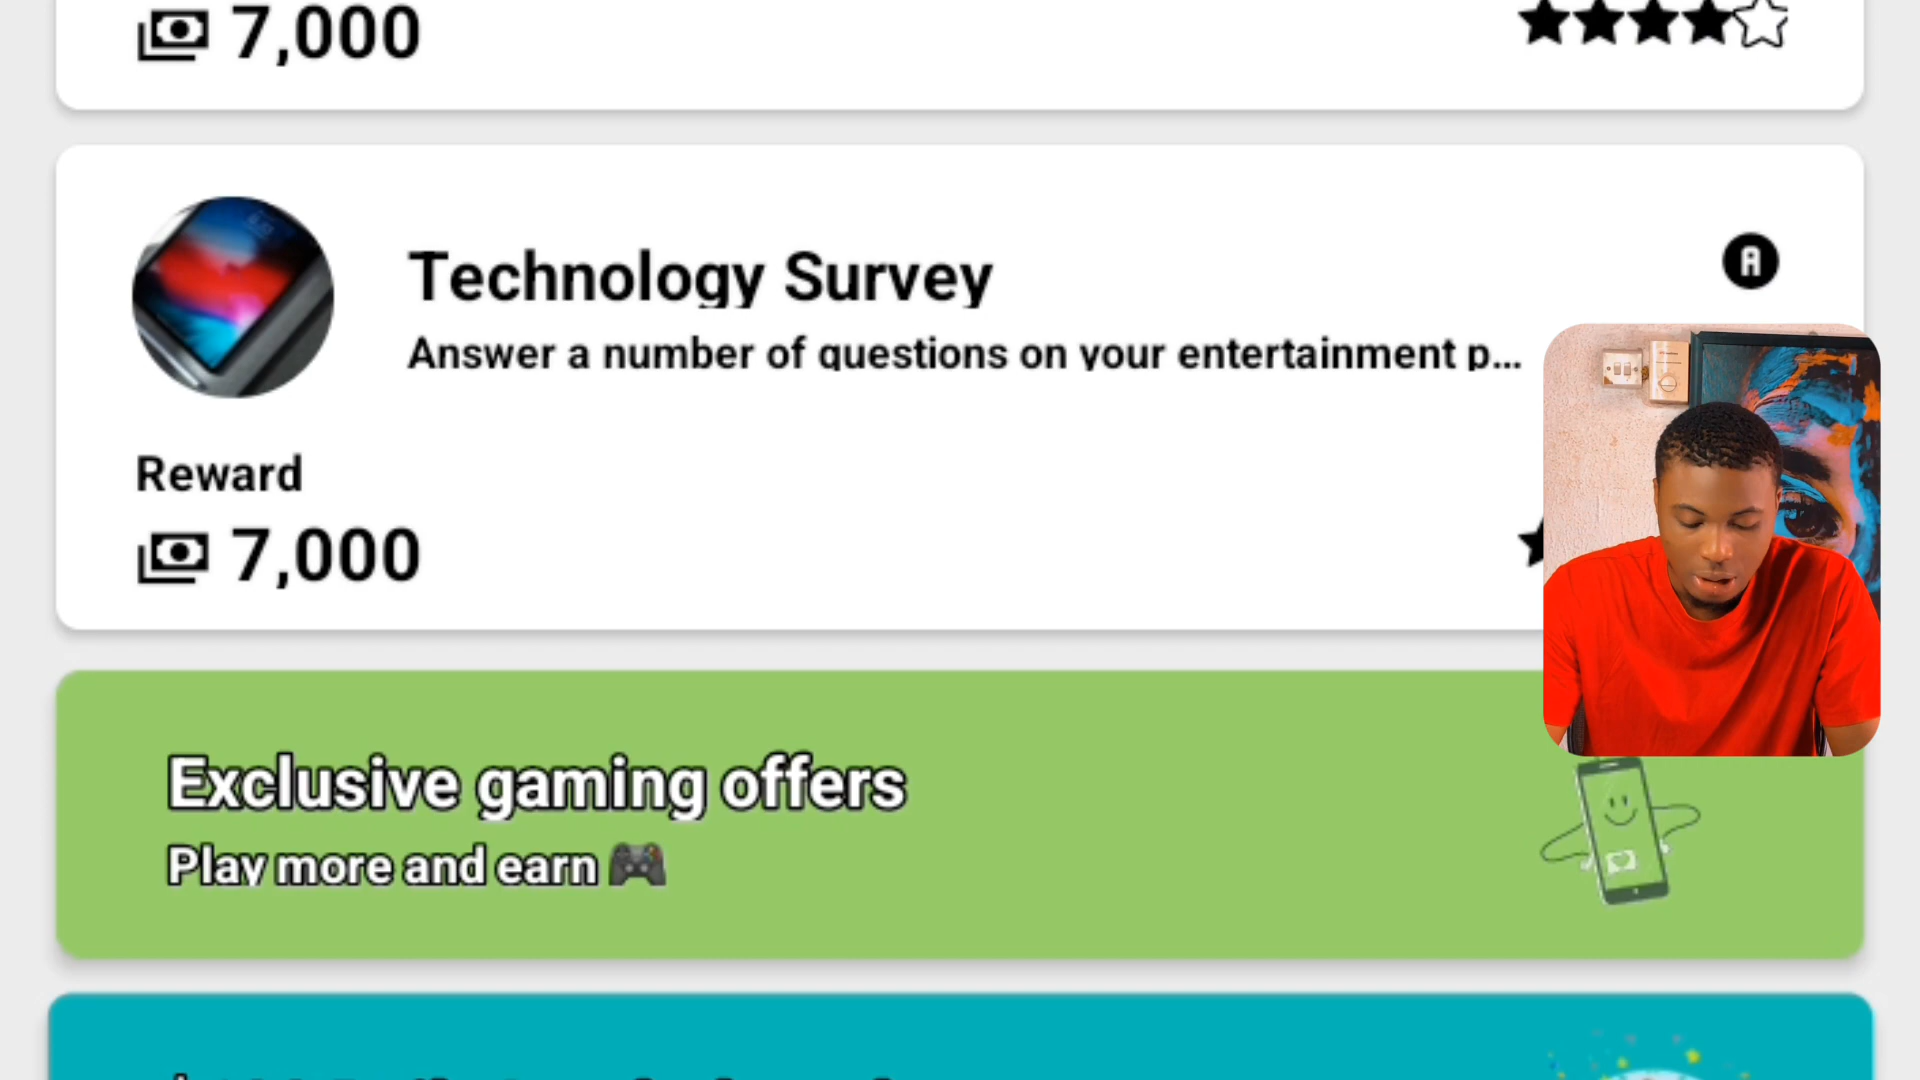 7,000
Technology Survey
A
Answer a number of questions on your entertainment p...
Reward
7,000
Exclusive gaming offers
Play more and earn 🎮